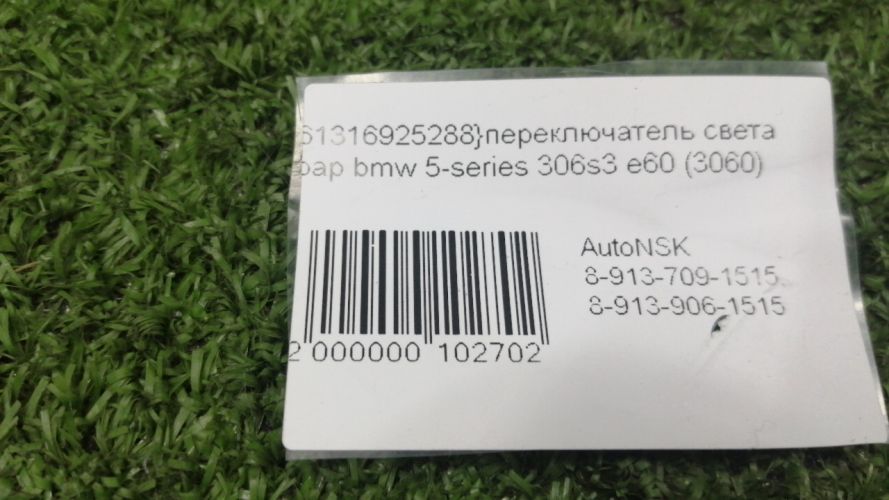 61316925288}переключатель света
фар bmw 5-series 306s3 e60 (3060)
AutoNSK
8-913-709-1515
8-913-906-1515
2 000000 102702